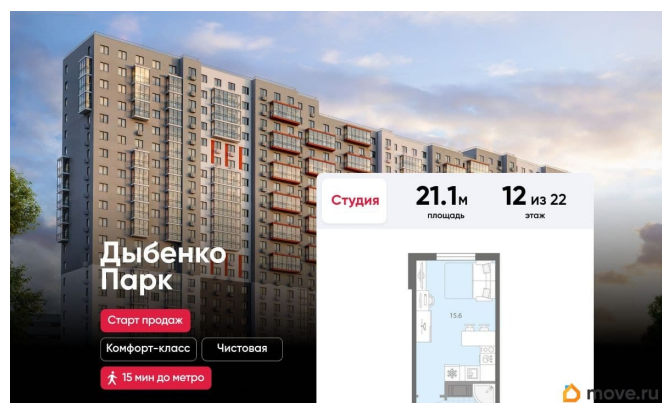 Студия
21.1м
площадь
12 из 22
этаж
Дыбенко
Парк
Старт продаж
Комфорт-класс
Чистовая
15 мин до метро
15.6
move.ru